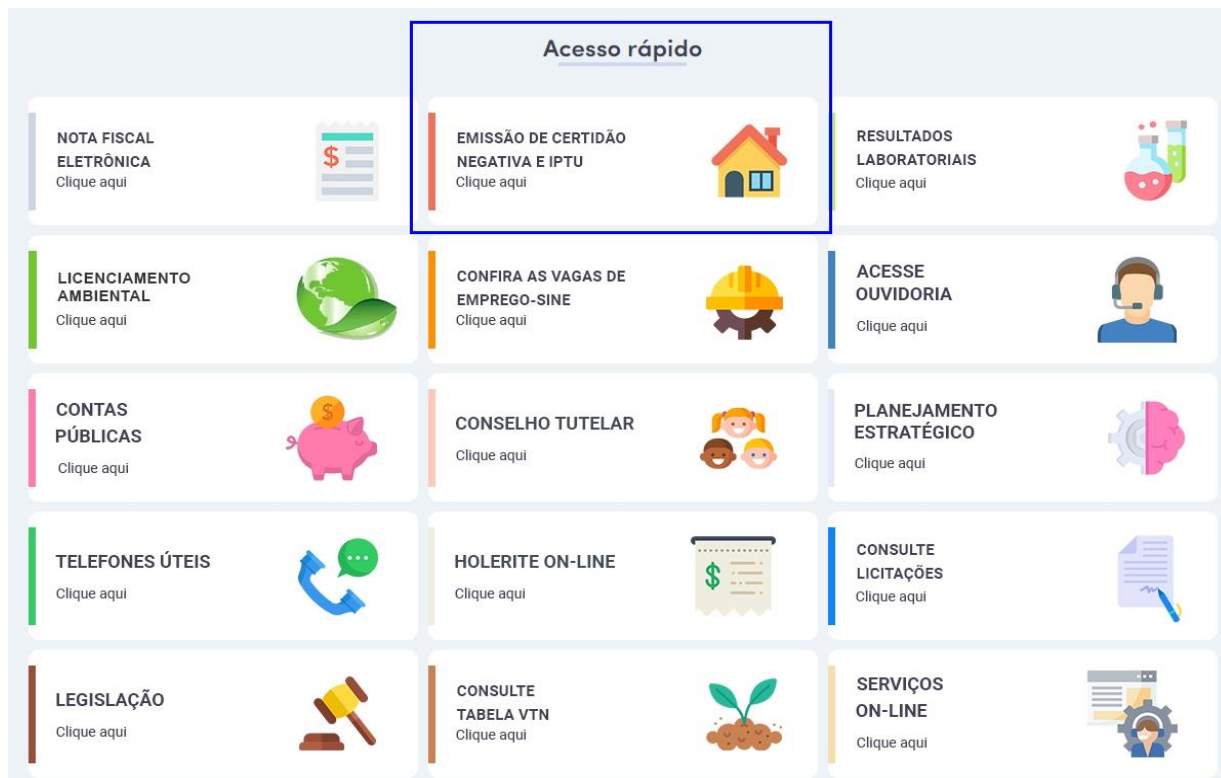 Acesso rápido
NOTA FISCAL
ELETRÔNICA
Clique aqui
EMISSÃO DE CERTIDÃO
NEGATIVA E IPTU
Clique aqui
RESULTADOS
LABORATORIAIS
Clique aqui
LICENCIAMENTO
AMBIENTAL
Clique aqui
CONFIRA AS VAGAS DE
EMPREGO-SINE
Clique aqui
ACESSE
OUVIDORIA
Clique aqui
CONTAS
PÚBLICAS
Clique aqui
CONSELHO TUTELAR
Clique aqui
PLANEJAMENTO
ESTRATÉGICO
Clique aqui
TELEFONES ÚTEIS
Clique aqui
HOLERITE ON-LINE
Clique aqui
CONSULTE
LICITAÇÕES
Clique aqui
LEGISLAÇÃO
Clique aqui
CONSULTE
TABELA VTN
Clique aqui
SERVIÇOS
ON-LINE
Clique aqui